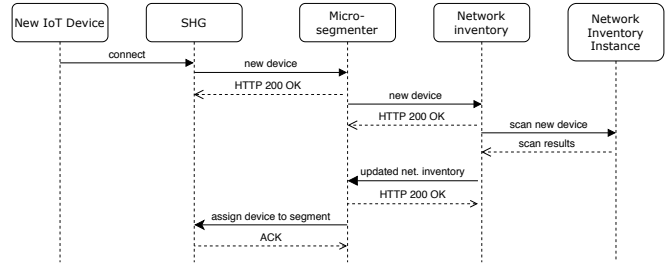 New IoT Device
SHG
Micro-
segmenter
Network
inventory
Network
Inventory
Instance
connect
new device
HTTP 200 OK
new device
HTTP 200 OK
scan new device
scan results
updated net. inventory
HTTP 200 OK
assign device to segment
ACK